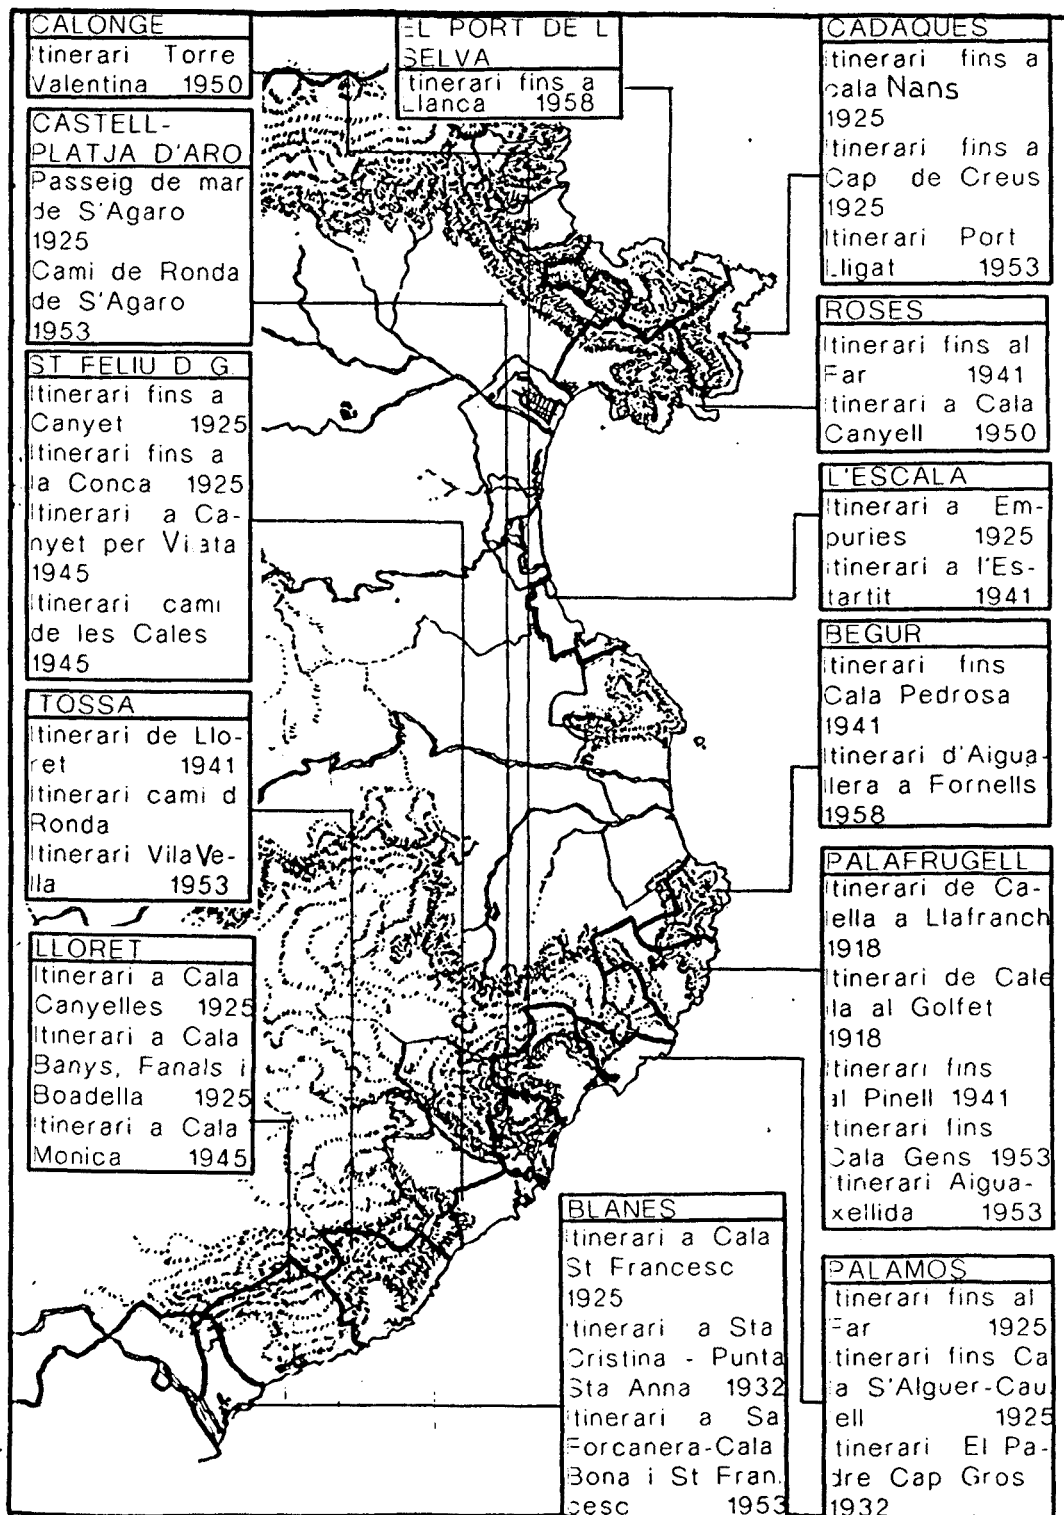 CALONGE
Itinerari Torre
Valentina 1950
CASTELL-
PLATJA D'ARO
Passeig de mar
de S'Agaro
1925
Cami de Ronda
de S'Agaro
1953
ST FELIU D G.
Itinerari fins a
Canyet 1925
Itinerari fins a
la Conca 1925
Itinerari a Ca-
nyet per Vilata
1945
Itinerari cami
de les Cales
1945
TOSSA
Itinerari de Llo-
ret 1941
Itinerari cami d
Ronda
Itinerari Vila Ve-
lla 1953
LLORET
Itinerari a Cala
Canyelles 1925
Itinerari a Cala
Banys, Fanals i
Boadella 1925
Itinerari a Cala
Monica 1945
EL PORT DE L
SELVA
Itinerari fins a
Llanca 1958
BLANES
Itinerari a Cala
St Francesc
1925
Itinerari a Sta
Cristina - Punta
Sta Anna 1932
Itinerari a Sa
Forcanera-Cala
Bona i St Fran.
cesc 1953
CADAQUES
Itinerari fins a
cala Nans
1925
Itinerari fins a
Cap de Creus
1925
Itinerari Port
Lligat 1953
ROSES
Itinerari fins al
Far 1941
Itinerari a Cala
Canyell 1950
L'ESCALA
Itinerari a Em-
puries 1925
itinerari a l'Es-
tartit 1941
BEGUR
Itinerari fins
Cala Pedrosa
1941
Itinerari d'Aigua-
llera a Fornells
1958
PALAFRUGELL
Itinerari de Ca-
lella a Llafranch
1918
Itinerari de Cale
lla al Golfet
1918
Itinerari fins
al Pinell 1941
Itinerari fins
Cala Gens 1953
Itinerari Aigua-
xellida 1953
PALAMOS
Itinerari fins al
Far 1925
Itinerari fins Ca
a S'Alguer-Cau
ell 1925
Itinerari El Pa-
dre Cap Gros
1932